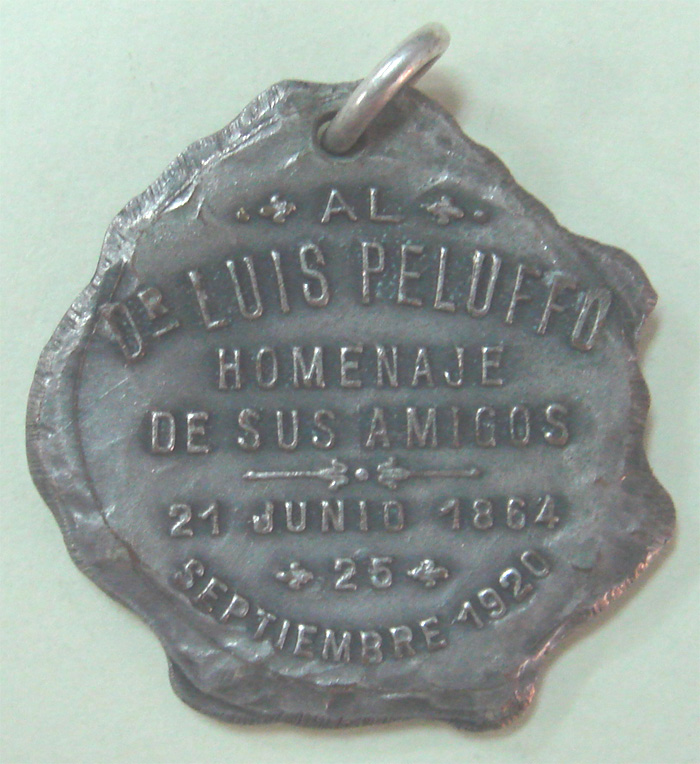 AL
DR LUIS PELUFFO
HOMENAJE
DE SUS AMIGOS
21 JUNIO 1864
25
SEPTIEMBRE 1920